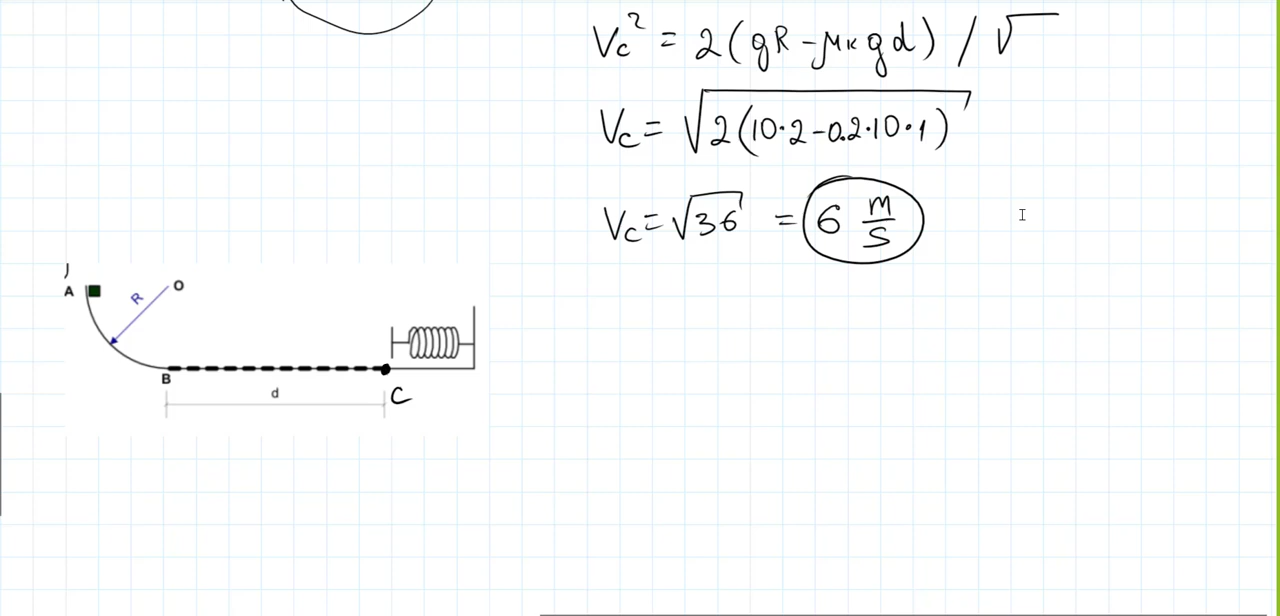 Vc² = 2(gR - μk g d) / √
Vc = √2(10·2-0.2·10·1)
Vc = √36 = 6 m/s
A
R
O
B
d
C